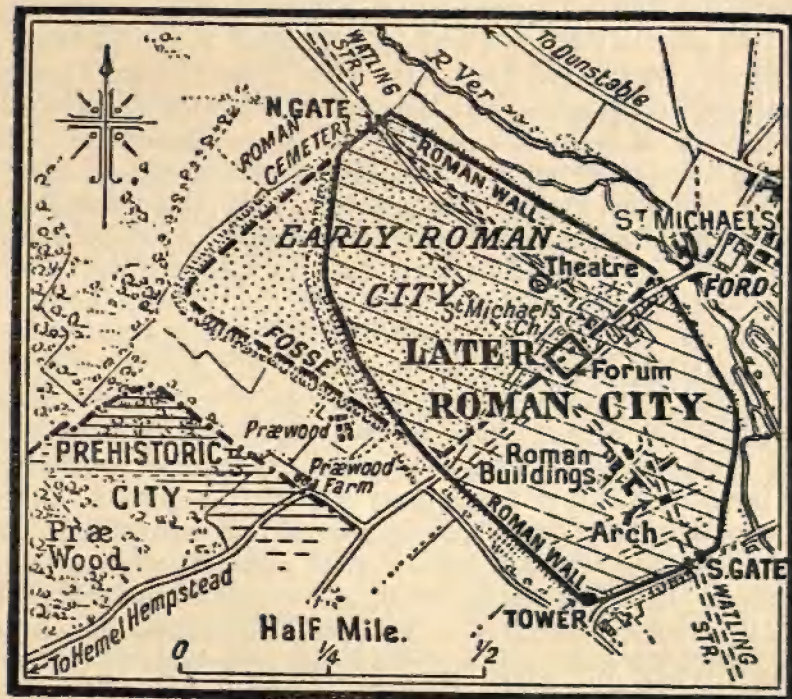 WATLING
STR.
R. Ver
To Dunstable
N. GATE
ROMAN
CEMETERY
ROMAN WALL
ST MICHAEL'S
EARLY ROMAN
Theatre
FORD
CITY
St Michael's
Ch.
FOSSE
LATER
Forum
ROMAN CITY
Præwood
PREHISTORIC
Præwood
Farm
Roman
Buildings
CITY
ROMAN WALL
Arch
Præ
Wood
S. GATE
TOWER
WATLING
STR.
To Hemel Hempstead
Half Mile.
0 1/4 1/2